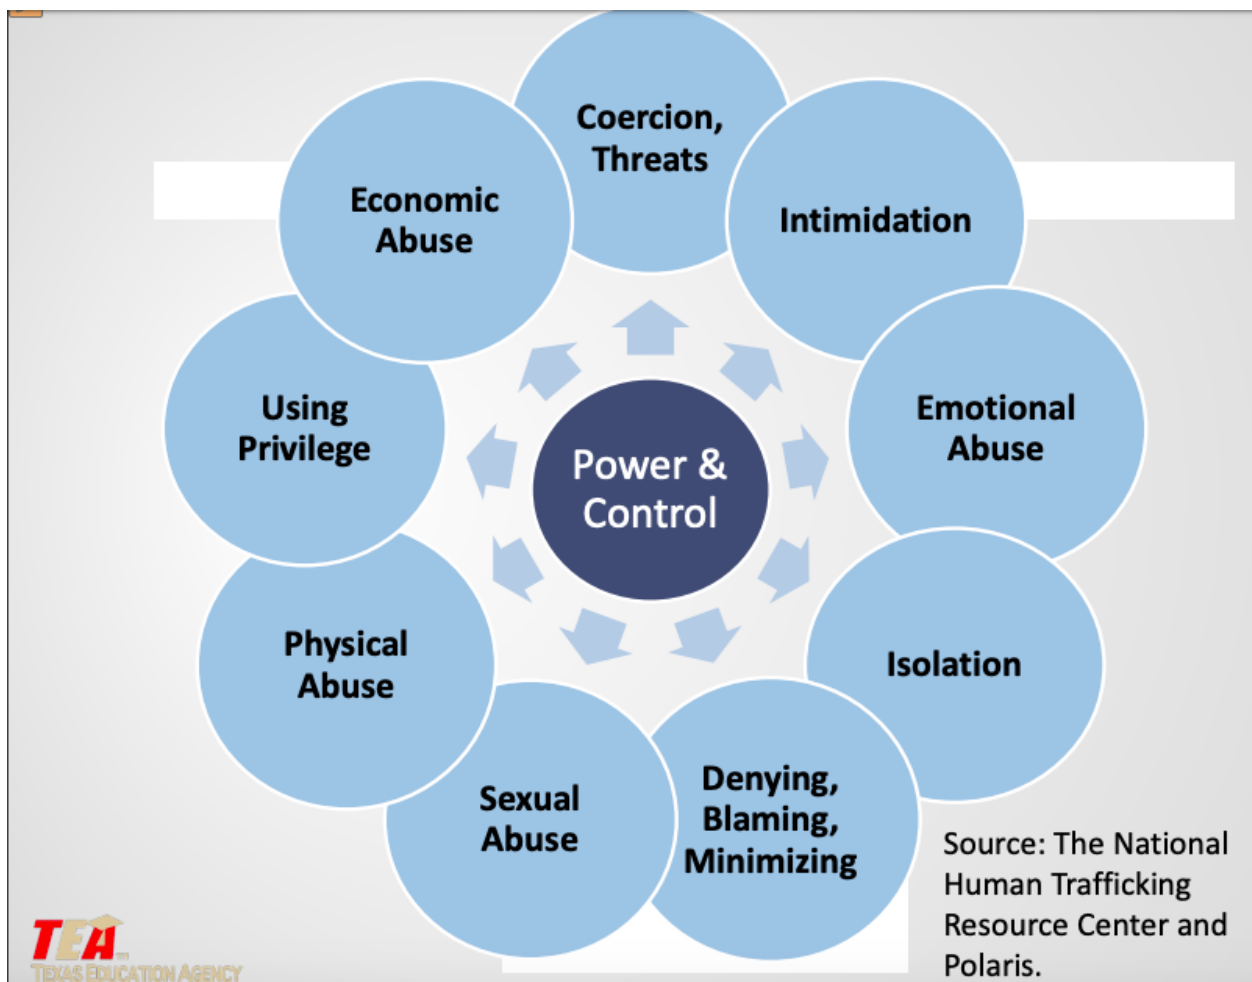 Coercion,
Threats
Intimidation
Emotional
Abuse
Isolation
Denying,
Blaming,
Minimizing
Sexual
Abuse
Physical
Abuse
Using
Privilege
Economic
Abuse
Power &
Control
Source: The National
Human Trafficking
Resource Center and
Polaris.
TEA
TEXAS EDUCATION AGENCY